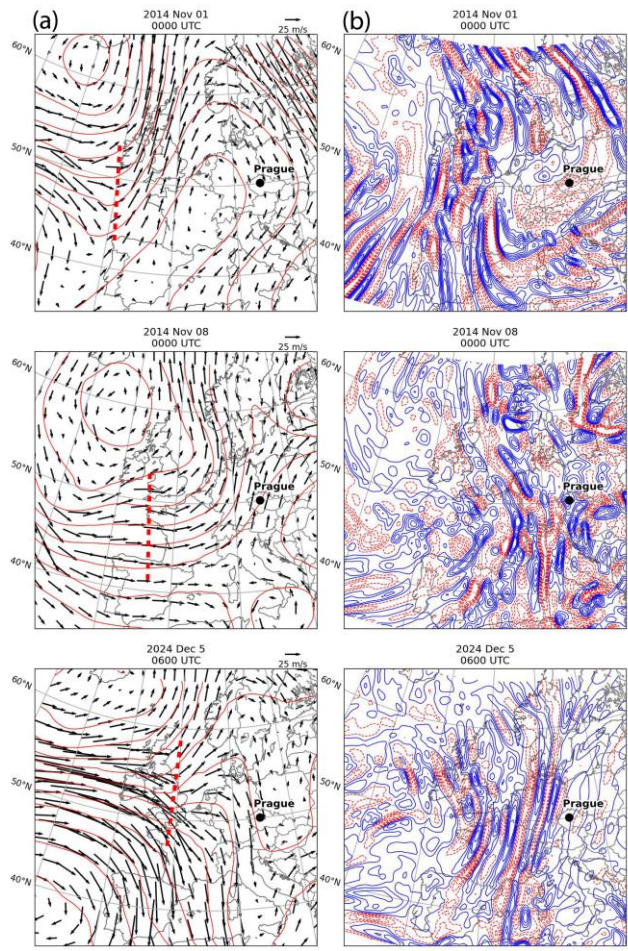 (a)
2014 Nov 01
0000 UTC
25 m/s
60°N
50°N
40°N
Prague
(b)
2014 Nov 01
0000 UTC
60°N
50°N
40°N
Prague
2014 Nov 08
0000 UTC
25 m/s
60°N
50°N
40°N
Prague
2014 Nov 08
0000 UTC
60°N
50°N
40°N
Prague
2024 Dec 5
0600 UTC
25 m/s
60°N
50°N
40°N
Prague
2024 Dec 5
0600 UTC
60°N
50°N
40°N
Prague